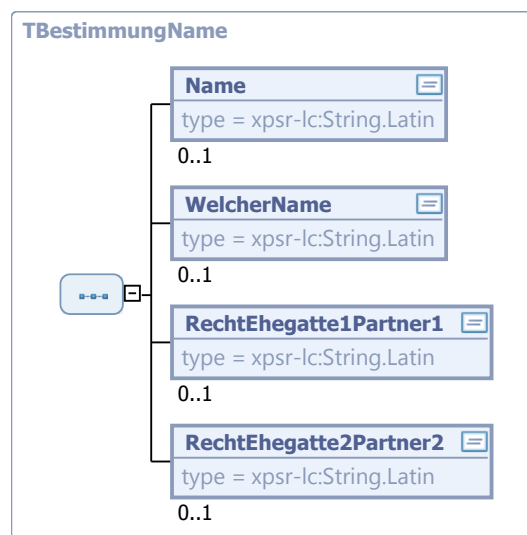 TBestimmungName
Name
type = xpsr-lc:String.Latin
0..1
WelcherName
type = xpsr-lc:String.Latin
0..1
RechtEhegatte1Partner1
type = xpsr-lc:String.Latin
0..1
RechtEhegatte2Partner2
type = xpsr-lc:String.Latin
0..1